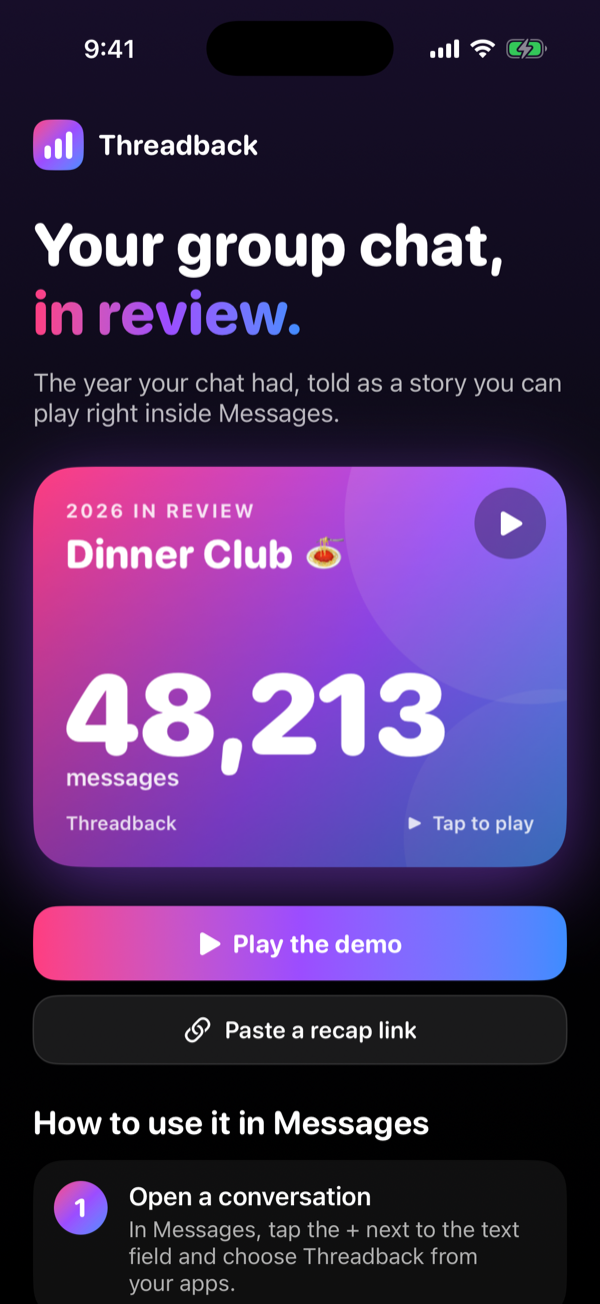 9:41
Threadback
Your group chat,
in review.
The year your chat had, told as a story you can
play right inside Messages.
2026 IN REVIEW
Dinner Club 🍝
48,213
messages
Threadback
Tap to play
Play the demo
Paste a recap link
How to use it in Messages
1
Open a conversation
In Messages, tap the + next to the text
field and choose Threadback from
your apps.